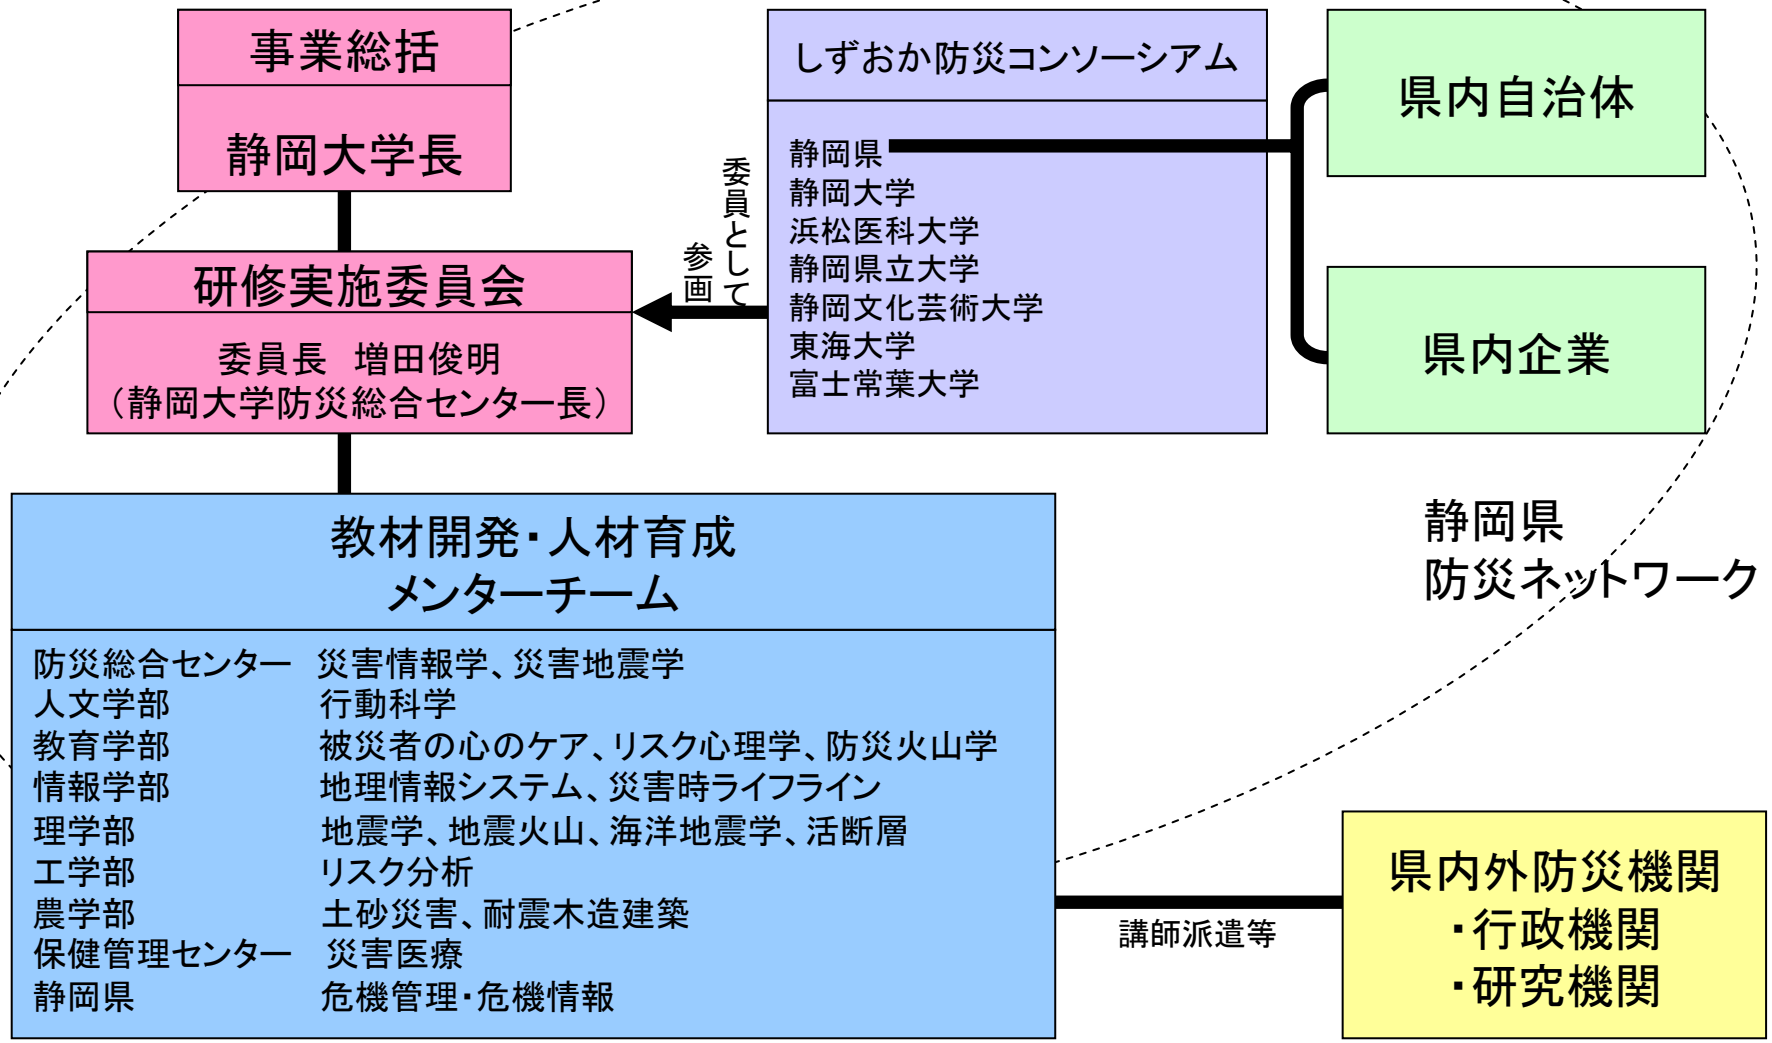 事業総括
静岡大学長
研修実施委員会
委員長　増田俊明
（静岡大学防災総合センター長）
委員として
参画
しずおか防災コンソーシアム
静岡県
静岡大学
浜松医科大学
静岡県立大学
静岡文化芸術大学
東海大学
富士常葉大学
県内自治体
県内企業
静岡県
防災ネットワーク
教材開発・人材育成
メンターチーム
防災総合センター　災害情報学、災害地震学
人文学部　行動科学
教育学部　被災者の心のケア、リスク心理学、防災火山学
情報学部　地理情報システム、災害時ライフライン
理学部　地震学、地震火山、海洋地震学、活断層
工学部　リスク分析
農学部　土砂災害、耐震木造建築
保健管理センター　災害医療
静岡県　危機管理・危機情報
講師派遣等
県内外防災機関
・行政機関
・研究機関